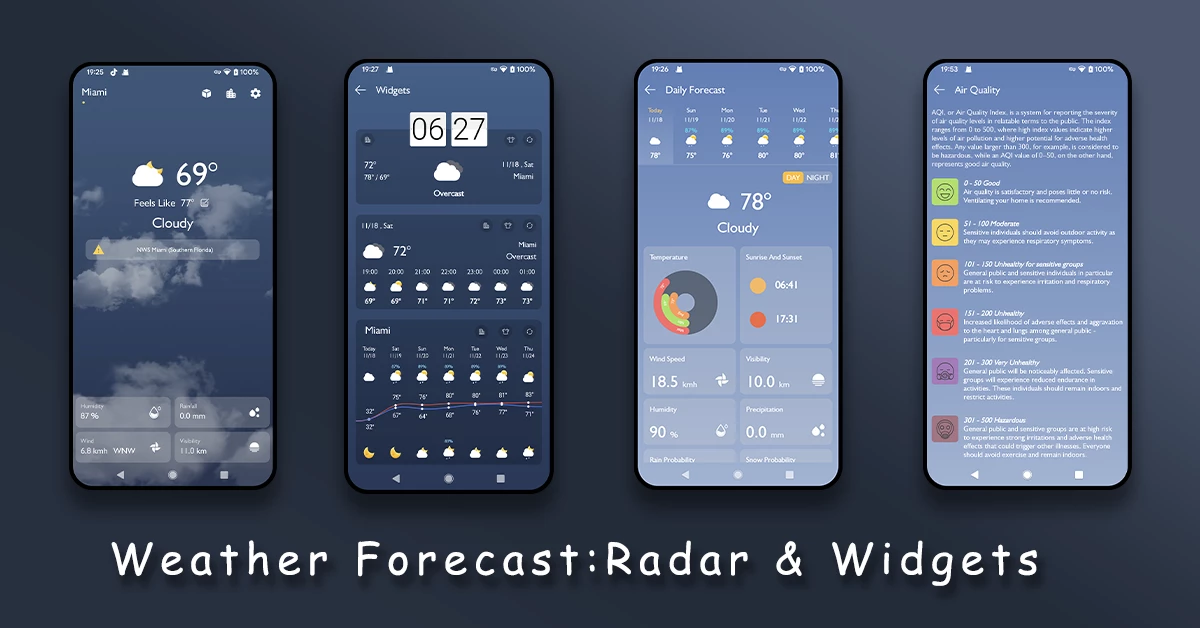 19:25
100%
Miami
69°
Feels Like 77°
Cloudy
NWS Miami (Southern Florida)
Humidity
87 %
Rainfall
0.0 mm
Wind
6.8 kmh WNW
Visibility
11.0 km
19:27
100%
Widgets
06 27
72°
78° / 69°
11/18 , Sat
Miami
Overcast
11/18 , Sat
72°
Miami
Overcast
19:00 20:00 21:00 22:00 23:00 00:00 01:00
69° 69° 71° 71° 72° 73° 73°
Miami
Today Sat Sun Mon Tue Wed Thu
11/18 11/19 11/20 11/21 11/22 11/23 11/24
87% 89% 89% 89% 89%
32° 75° 76° 80° 80° 81° 83°
32° 67° 64° 68° 76° 77° 71°
89%
19:26
100%
Daily Forecast
Today Sun Mon Tue Wed Th
11/18 11/19 11/20 11/21 11/22 11/2
87% 89% 89% 89%
78° 75° 76° 80° 80° 81
DAY NIGHT
78°
Cloudy
Temperature
Sunrise And Sunset
06:41
17:31
Wind Speed
18.5 kmh
Visibility
10.0 km
Humidity
90 %
Precipitation
0.0 mm
Rain Probability
Snow Probability
19:53
100%
Air Quality
AQI, or Air Quality Index, is a system for reporting the severity
of air quality levels in relatable terms to the public. The index
ranges from 0 to 500, where high index values indicate higher
levels of air pollution and higher potential for adverse health
effects. Any value larger than 300, for example, is considered to
be hazardous, while an AQI value of 0-50, on the other hand,
represents good air quality.
0 - 50 Good
Air quality is satisfactory and poses little or no risk.
Ventilating your home is recommended.
51 - 100 Moderate
Sensitive individuals should avoid outdoor activity as
they may experience respiratory symptoms.
101 - 150 Unhealthy for sensitive groups
General public and sensitive individuals in particular
are at risk to experience irritation and respiratory
problems.
151 - 200 Unhealthy
Increased likelihood of adverse effects and aggravation
to the heart and lungs among general public -
particularly for sensitive groups.
201 - 300 Very Unhealthy
General public will be noticeably affected. Sensitive
groups will experience reduced endurance in
activities. These individuals should remain indoors and
restrict activities.
301 - 500 Hazardous
General public and sensitive groups are at high risk
to experience strong irritations and adverse health
effects that could trigger other illnesses. Everyone
should avoid exercise and remain indoors.
Weather Forecast:Radar & Widgets